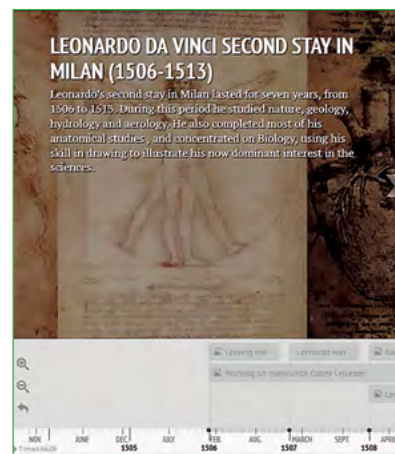 LEONARDO DA VINCI SECOND STAY IN
MILAN (1506-1513)
Leonardo's second stay in Milan lasted for seven years, from
1506 to 1513. During this period he studied nature, geology,
hydrology and aerology. He also completed most of his
anatomical studies , and concentrated on Biology, using his
skill in drawing to illustrate his now dominant interest in the
sciences.
Leonardo Han
Working on manuscript Codex Leicester
NOV. JUNE DEC. JULY FEB. AUG. MARCH SEPT. APRIL
1505 1506 1507 1508
TimelineJS